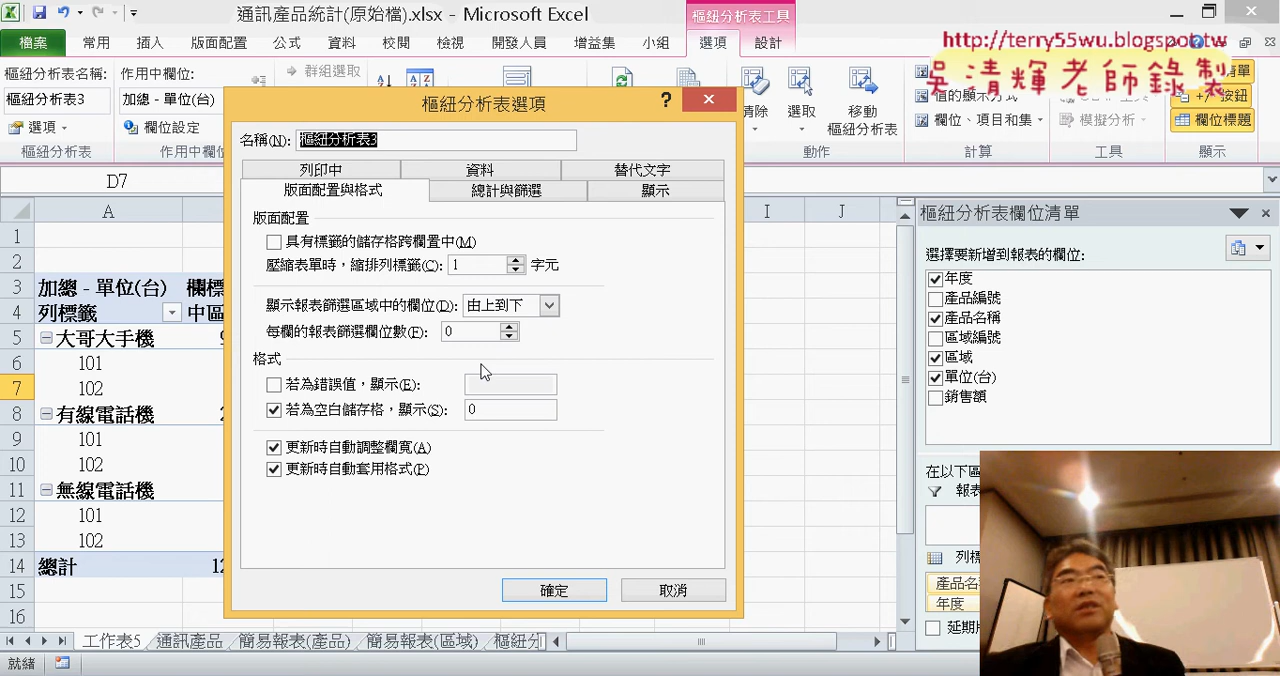 通訊產品統計(原始檔).xlsx - Microsoft Excel
樞紐分析表工具
檔案 常用 插入 版面配置 公式 資料 校閱 檢視 開發人員 增益集 小組 選項 設計
http://terry55wu.blogspot.tw
吳清輝老師錄製
樞紐分析表名稱: 作用中欄位:
群組選取
樞紐分析表3 加總 - 單位(台)
選項 欄位設定
樞紐分析表
清除 選取 移動
樞紐分析表
動作
值的顯示方式
欄位、項目和集
計算
模擬分析
工具
清單
+/- 按鈕
欄位標題
顯示
D7
A I J
樞紐分析表選項
名稱(N): 樞紐分析表3
列印中 資料 替代文字
版面配置與格式 總計與篩選 顯示
版面配置
具有標籤的儲存格跨欄置中(M)
壓縮表單時，縮排列標籤(C): 1 字元
顯示報表篩選區域中的欄位(D): 由上到下
每欄的報表篩選欄位數(F): 0
格式
若為錯誤值，顯示(E):
若為空白儲存格，顯示(S): 0
更新時自動調整欄寬(A)
更新時自動套用格式(P)
確定 取消
1
2
3 加總 - 單位(台)
4 列標籤 中區
5 大哥大手機
6 101
7 102
8 有線電話機
9 101
10 102
11 無線電話機
12 101
13 102
14 總計
15
16
樞紐分析表欄位清單
選擇要新增到報表的欄位:
年度
產品編號
產品名稱
區域編號
區域
單位(台)
銷售額
年度
工作表5 通訊產品 簡易報表(產品) 簡易報表(區域)
就緒